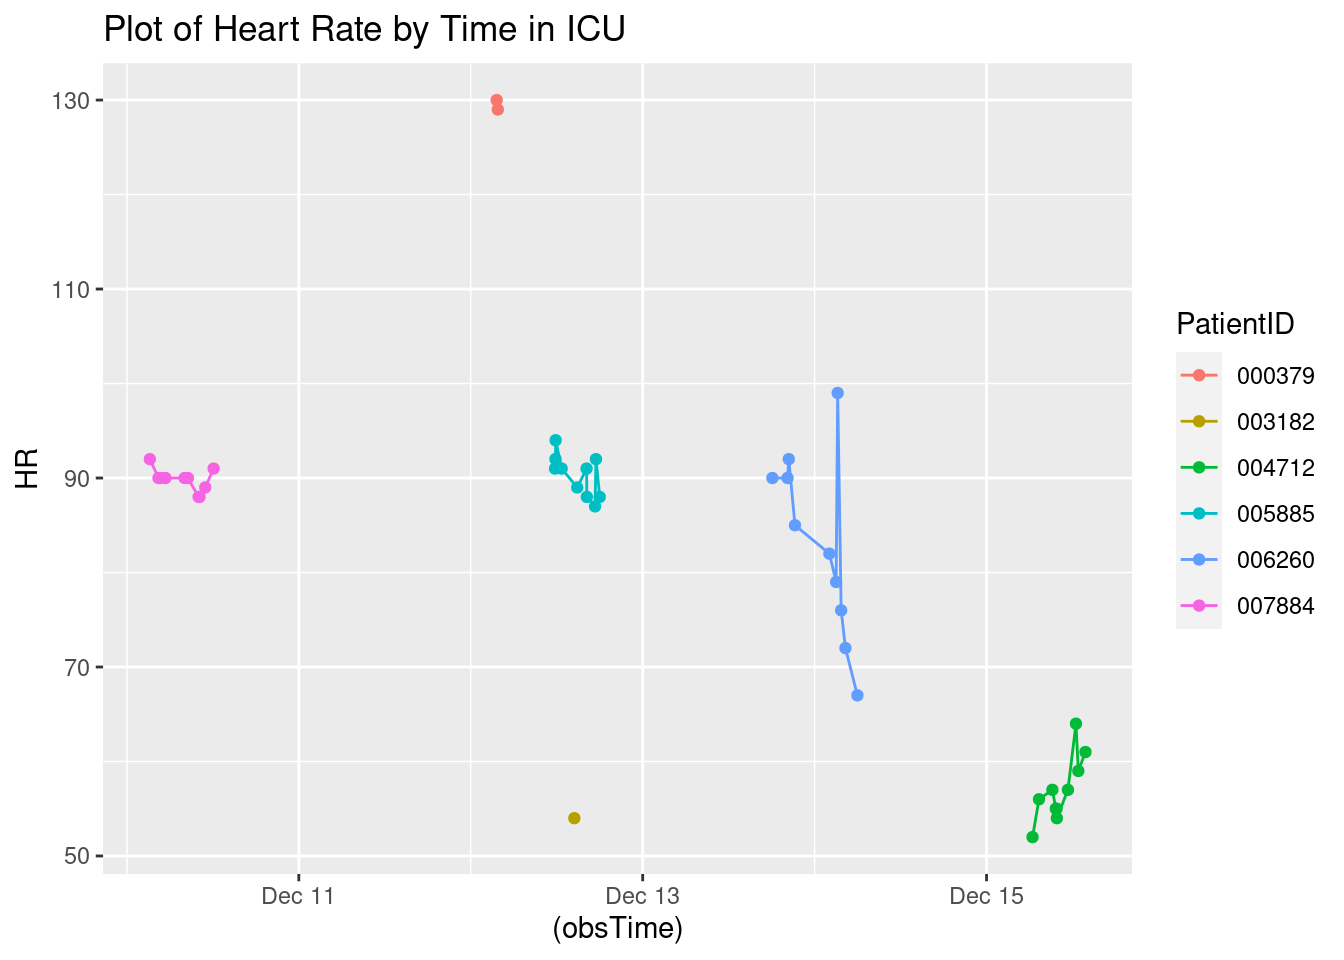 Plot of Heart Rate by Time in ICU
130
110
90
70
50
HR
Dec 11
Dec 13
Dec 15
(obsTime)
PatientID
000379
003182
004712
005885
006260
007884